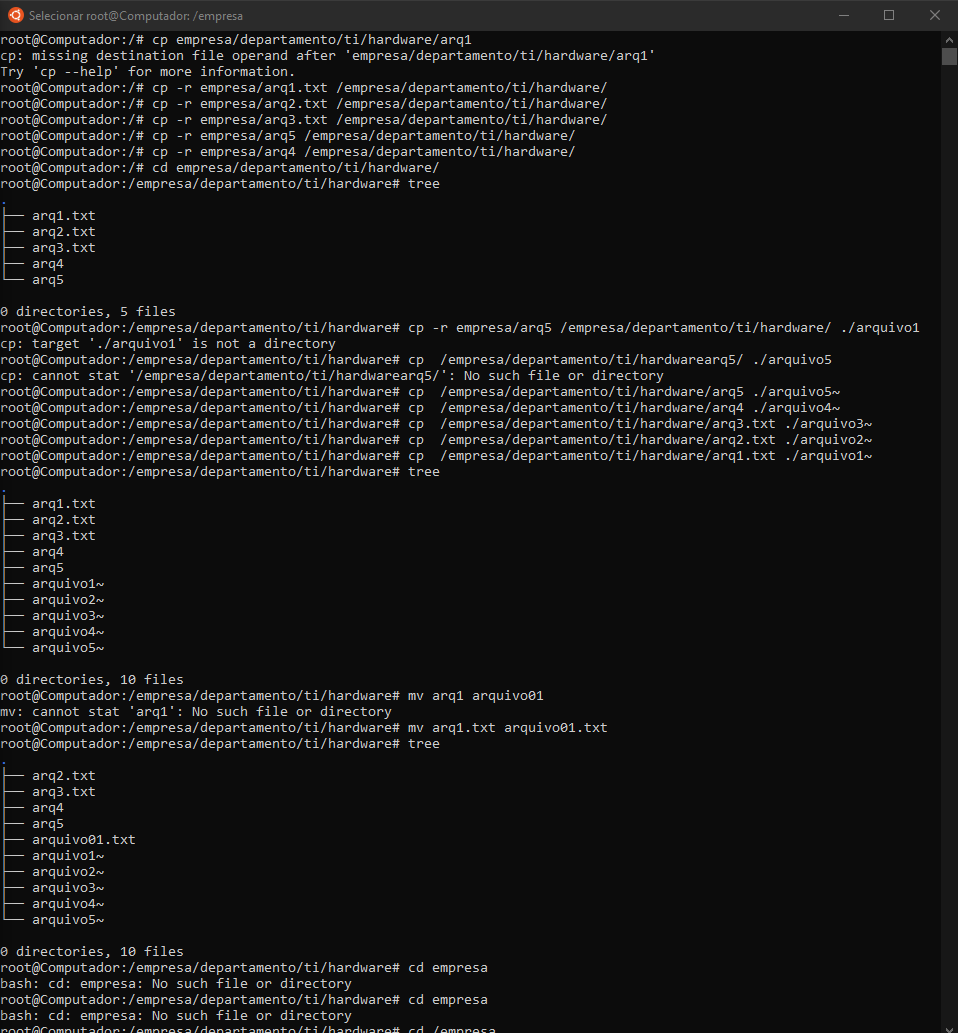 Selecionar root@Computador: /empresa
root@Computador:/# cp empresa/departamento/ti/hardware/arq1
cp: missing destination file operand after 'empresa/departamento/ti/hardware/arq1'
Try 'cp --help' for more information.
root@Computador:/# cp -r empresa/arq1.txt /empresa/departamento/ti/hardware/
root@Computador:/# cp -r empresa/arq2.txt /empresa/departamento/ti/hardware/
root@Computador:/# cp -r empresa/arq3.txt /empresa/departamento/ti/hardware/
root@Computador:/# cp -r empresa/arq5 /empresa/departamento/ti/hardware/
root@Computador:/# cp -r empresa/arq4 /empresa/departamento/ti/hardware/
root@Computador:/# cd empresa/departamento/ti/hardware/
root@Computador:/empresa/departamento/ti/hardware# tree
.
├── arq1.txt
├── arq2.txt
├── arq3.txt
├── arq4
└── arq5
0 directories, 5 files
root@Computador:/empresa/departamento/ti/hardware# cp -r empresa/arq5 /empresa/departamento/ti/hardware/ ./arquivo1
cp: target './arquivo1' is not a directory
root@Computador:/empresa/departamento/ti/hardware# cp  /empresa/departamento/ti/hardwarearq5/ ./arquivo5
cp: cannot stat '/empresa/departamento/ti/hardwarearq5/': No such file or directory
root@Computador:/empresa/departamento/ti/hardware# cp  /empresa/departamento/ti/hardware/arq5 ./arquivo5~
root@Computador:/empresa/departamento/ti/hardware# cp  /empresa/departamento/ti/hardware/arq4 ./arquivo4~
root@Computador:/empresa/departamento/ti/hardware# cp  /empresa/departamento/ti/hardware/arq3.txt ./arquivo3~
root@Computador:/empresa/departamento/ti/hardware# cp  /empresa/departamento/ti/hardware/arq2.txt ./arquivo2~
root@Computador:/empresa/departamento/ti/hardware# cp  /empresa/departamento/ti/hardware/arq1.txt ./arquivo1~
root@Computador:/empresa/departamento/ti/hardware# tree
.
├── arq1.txt
├── arq2.txt
├── arq3.txt
├── arq4
├── arq5
├── arquivo1~
├── arquivo2~
├── arquivo3~
├── arquivo4~
└── arquivo5~
0 directories, 10 files
root@Computador:/empresa/departamento/ti/hardware# mv arq1 arquivo01
mv: cannot stat 'arq1': No such file or directory
root@Computador:/empresa/departamento/ti/hardware# mv arq1.txt arquivo01.txt
root@Computador:/empresa/departamento/ti/hardware# tree
.
├── arq2.txt
├── arq3.txt
├── arq4
├── arq5
├── arquivo01.txt
├── arquivo1~
├── arquivo2~
├── arquivo3~
├── arquivo4~
└── arquivo5~
0 directories, 10 files
root@Computador:/empresa/departamento/ti/hardware# cd empresa
bash: cd: empresa: No such file or directory
root@Computador:/empresa/departamento/ti/hardware# cd empresa
bash: cd: empresa: No such file or directory
root@Computador:/empresa/departamento/ti/hardware# cd /empresa